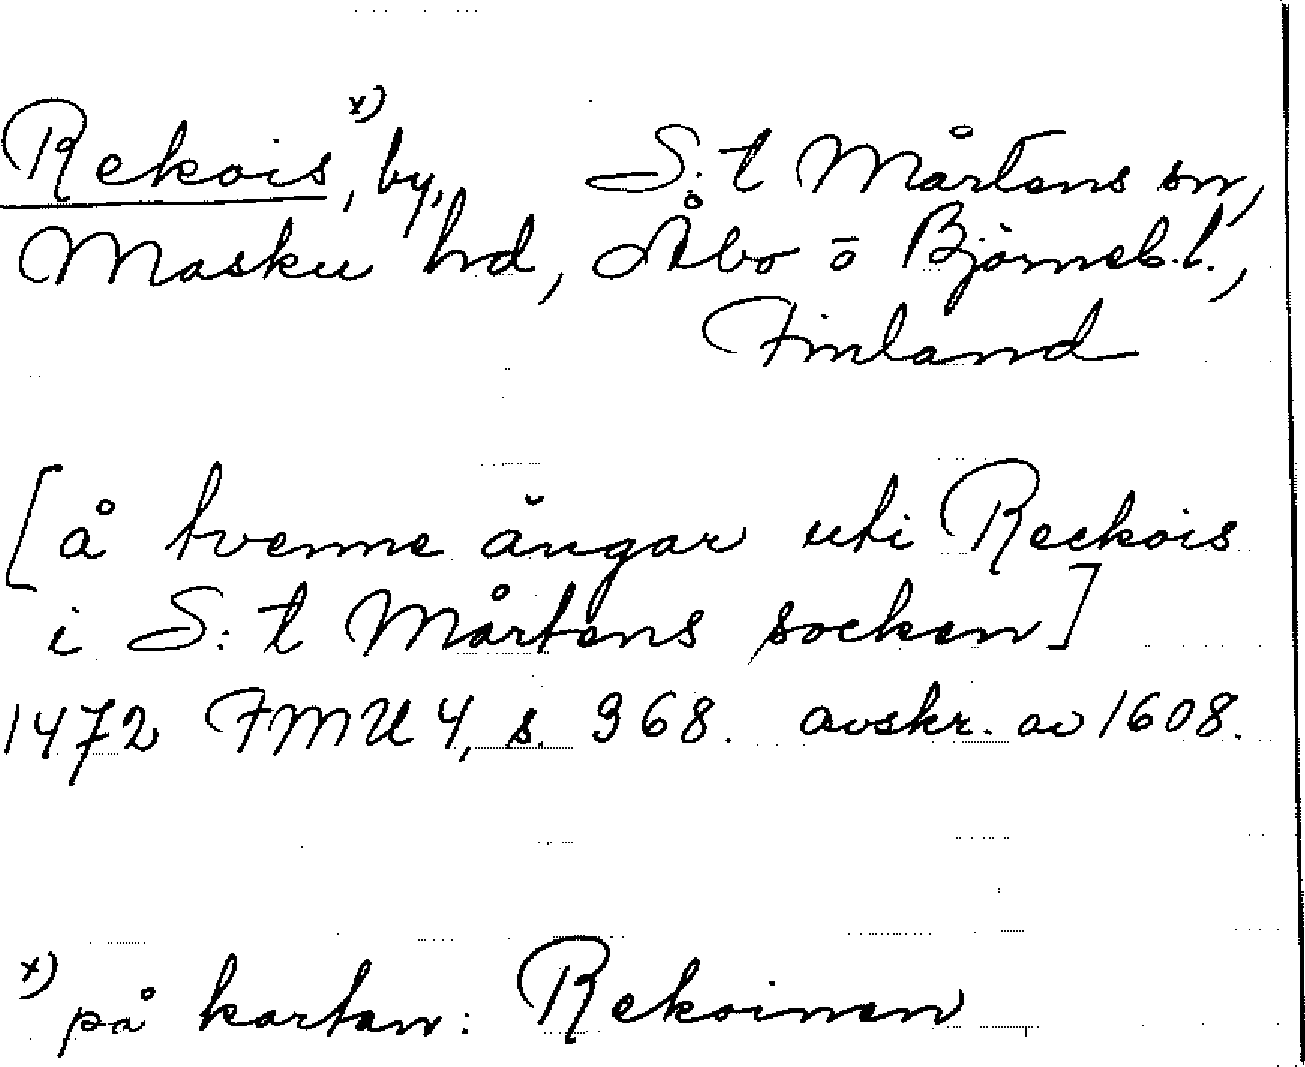 Rekois x), by, S:t Mårtens sn,
Masku hd, Åbo o Björneb.l.,
Finland
[å tvenne ängar uti Reckois
i S:t Mårtens socken]
1472 FMU 4, s. 368. avskr. av 1608.
x) på kartan: Rekoinen